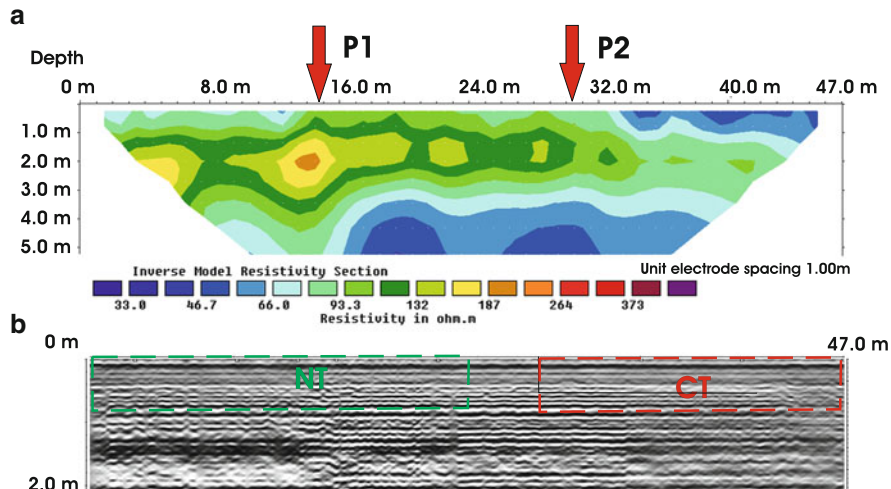 a
P1 P2
Depth
0 m 8.0 m 16.0 m 24.0 m 32.0 m 40.0 m 47.0 m
1.0 m
2.0 m
3.0 m
4.0 m
5.0 m
Inverse Model Resistivity Section
Unit electrode spacing 1.00m
33.0 46.7 66.0 93.3 132 187 264 373
Resistivity in ohm.m
b
0 m 47.0 m
NT CT
2.0 m